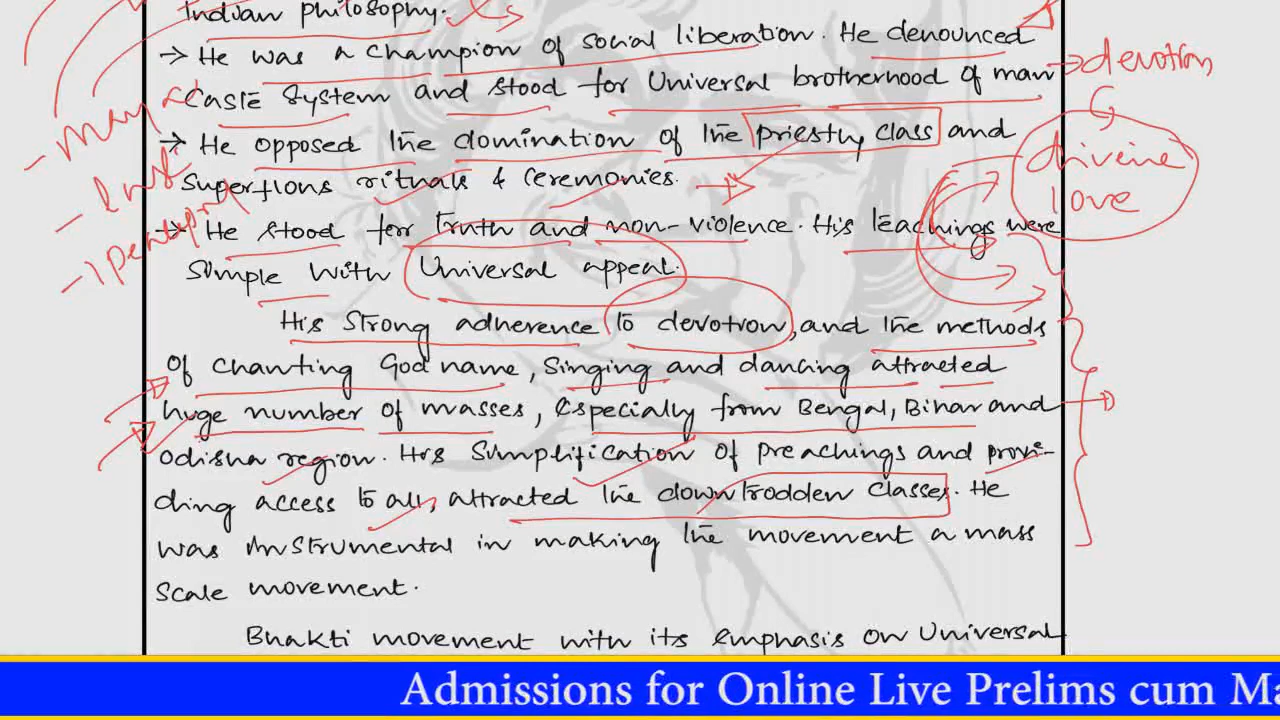 Indian philosophy.
→ He was a champion of social liberation. He denounced
Caste System and stood for Universal brotherhood of man
→ He opposed the domination of the priestly class and
rituals & ceremonies.
→ He stood for truth and non-violence. His teachings were
simple with Universal appeal.
His strong adherence to devotion, and the methods
of chanting God name, singing and dancing attracted
huge number of masses, Especially from Bengal, Bihar and
Odisha region. His simplification of preachings and provi-
ding access to all, attracted the downtrodden classes. He
was instrumental in making the movement a mass
scale movement.
Bhakti movement with its emphasis on Universal
→ devotion
divine
love
Admissions for Online Live Prelims cum Ma